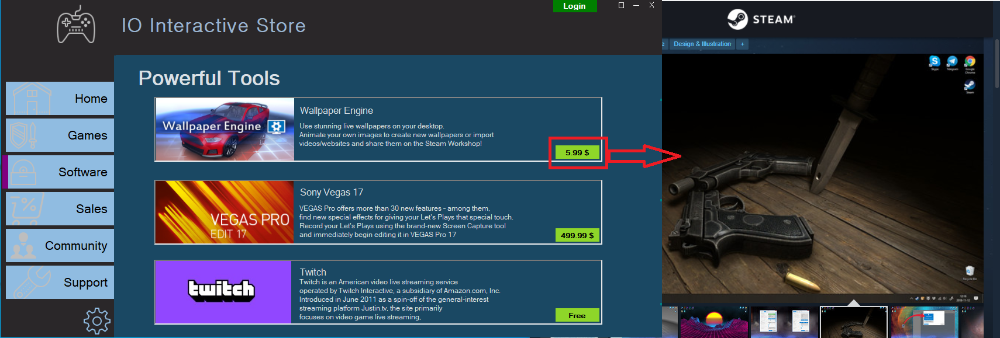 Login
X
IO Interactive Store
STEAM
e Design & Illustration +
Home
Games
Software
Sales
Community
Support
Powerful Tools
Wallpaper Engine
Wallpaper Engine
Use stunning live wallpapers on your desktop.
Animate your own images to create new wallpapers or import
videos/websites and share them on the Steam Workshop!
5.99 $
VEGAS PRO
EDIT 17
Sony Vegas 17
VEGAS Pro offers more than 30 new features - among them,
find new special effects for giving your Let's Plays that special touch.
Record your Let's Plays using the brand-new Screen Capture tool
and immediately begin editing it in VEGAS Pro 17
499.99 $
twitch
Twitch
Twitch is an American video live streaming service
operated by Twitch Interactive, a subsidiary of Amazon.com, Inc.
Introduced in June 2011 as a spin-off of the general-interest
streaming platform Justin.tv, the site primarily
focuses on video game live streaming,
Free
Skype
Telegram
Google
Chrome
Steam
Recycle Bin